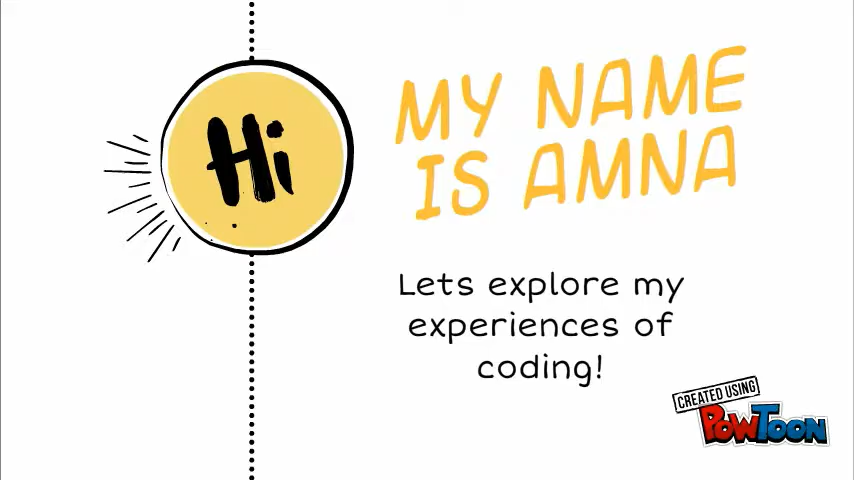 Hi
MY NAME
IS AMNA
Lets explore my
experiences of
coding!
CREATED USING
POWTOON